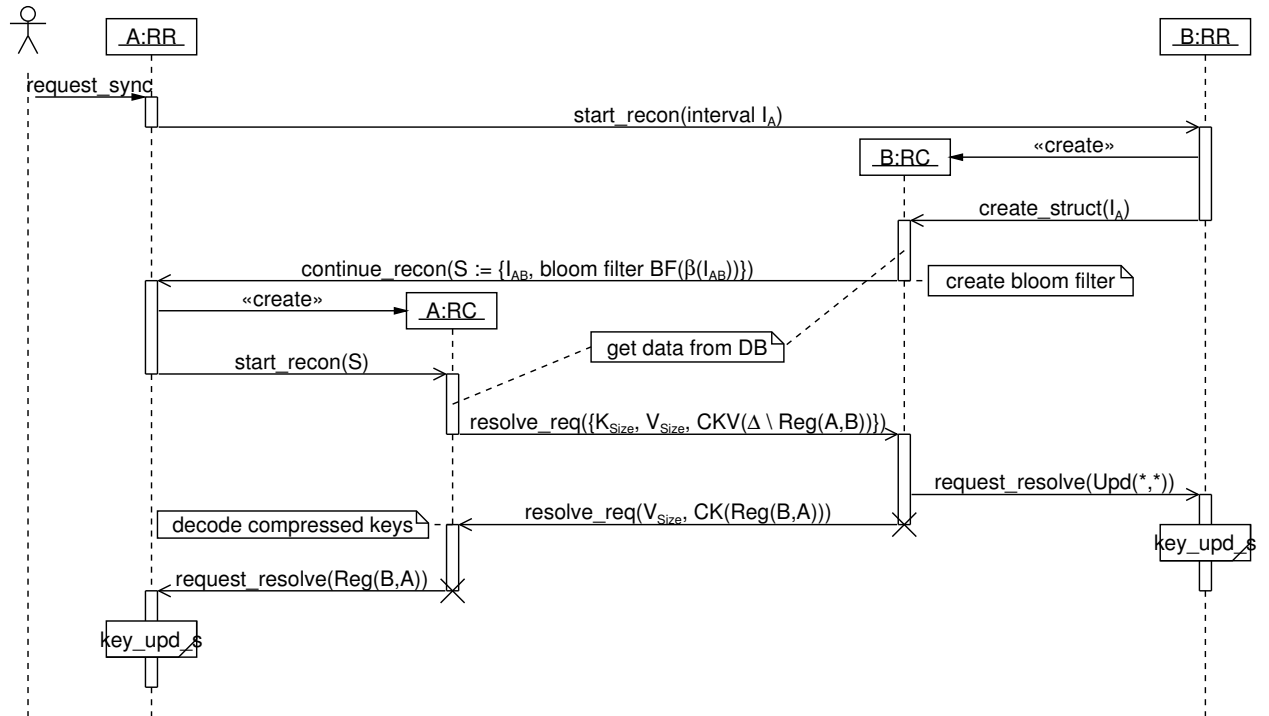 A:RR
B:RR
request_sync
start_recon(interval I_A)
«create»
B:RC
create_struct(I_A)
continue_recon(S := {I_AB, bloom filter BF(β(I_AB))})
create bloom filter
«create»
A:RC
get data from DB
start_recon(S)
resolve_req({K_Size, V_Size, CKV(Δ \ Reg(A,B))})
request_resolve(Upd(*,*))
resolve_req(V_Size, CK(Reg(B,A)))
decode compressed keys
key_upd_s
request_resolve(Reg(B,A))
key_upd_s